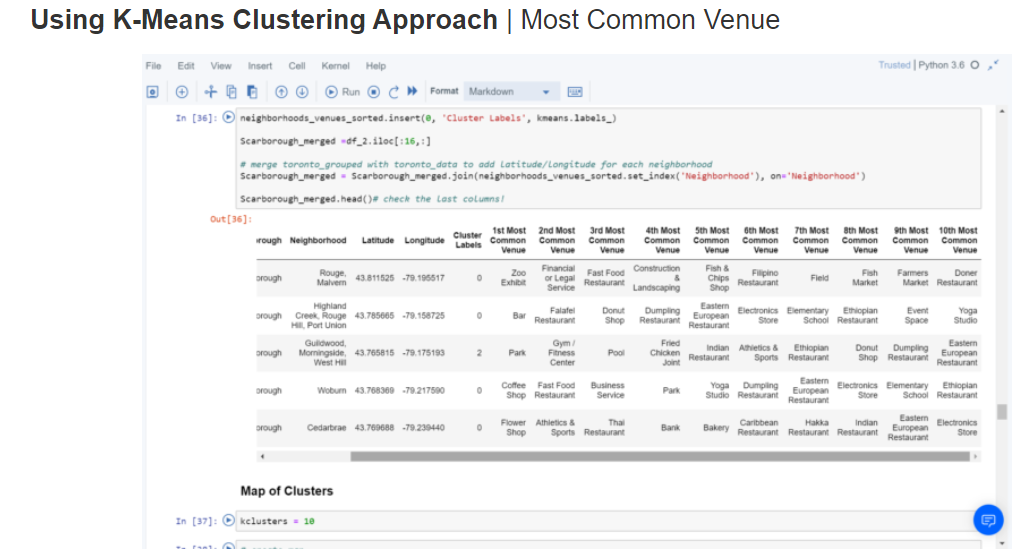 Using K-Means Clustering Approach | Most Common Venue
File Edit View Insert Cell Kernel Help
Trusted | Python 3.6
Run Format Markdown
In [36]: neighborhoods_venues_sorted.insert(0, 'Cluster Labels', kmeans.labels_)
Scarborough_merged =df_2.iloc[:16,:]
# merge toronto_grouped with toronto_data to add latitude/longitude for each neighborhood
Scarborough_merged = Scarborough_merged.join(neighborhoods_venues_sorted.set_index('Neighborhood'), on='Neighborhood')
Scarborough_merged.head()# check the last columns!
Out[36]:
orough Neighborhood Latitude Longitude Cluster Labels 1st Most Common Venue 2nd Most Common Venue 3rd Most Common Venue 4th Most Common Venue 5th Most Common Venue 6th Most Common Venue 7th Most Common Venue 8th Most Common Venue 9th Most Common Venue 10th Most Common Venue
orough Rouge, Malvern 43.811525 -79.195517 0 Zoo Exhibit Financial or Legal Service Fast Food Restaurant Construction & Landscaping Fish & Chips Shop Filipino Restaurant Field Fish Market Farmers Market Doner Restaurant
orough Highland Creek, Rouge Hill, Port Union 43.785665 -79.158725 0 Bar Falafel Restaurant Donut Shop Dumpling Restaurant Eastern European Restaurant Electronics Store Elementary School Ethiopian Restaurant Event Space Yoga Studio
orough Guildwood, Morningside, West Hill 43.765815 -79.175193 2 Park Gym / Fitness Center Pool Fried Chicken Joint Indian Restaurant Athletics & Sports Ethiopian Restaurant Donut Shop Dumpling Restaurant Eastern European Restaurant
orough Woburn 43.768369 -79.217590 0 Coffee Shop Fast Food Restaurant Business Service Park Yoga Studio Dumpling Restaurant Eastern European Restaurant Electronics Store Elementary School Ethiopian Restaurant
orough Cedarbrae 43.769688 -79.239440 0 Flower Shop Athletics & Sports Thai Restaurant Bank Bakery Caribbean Restaurant Hakka Restaurant Indian Restaurant Eastern European Restaurant Electronics Store
Map of Clusters
In [37]: kclusters = 10